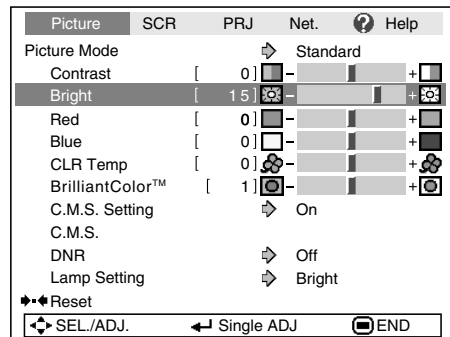 Picture SCR PRJ Net. Help
Picture Mode Standard
Contrast [ 0] - +
Bright [ 15] - +
Red [ 0] - +
Blue [ 0] - +
CLR Temp [ 0] - +
BrilliantColor™ [ 1] - +
C.M.S. Setting On
C.M.S.
DNR Off
Lamp Setting Bright
Reset
SEL./ADJ. Single ADJ END